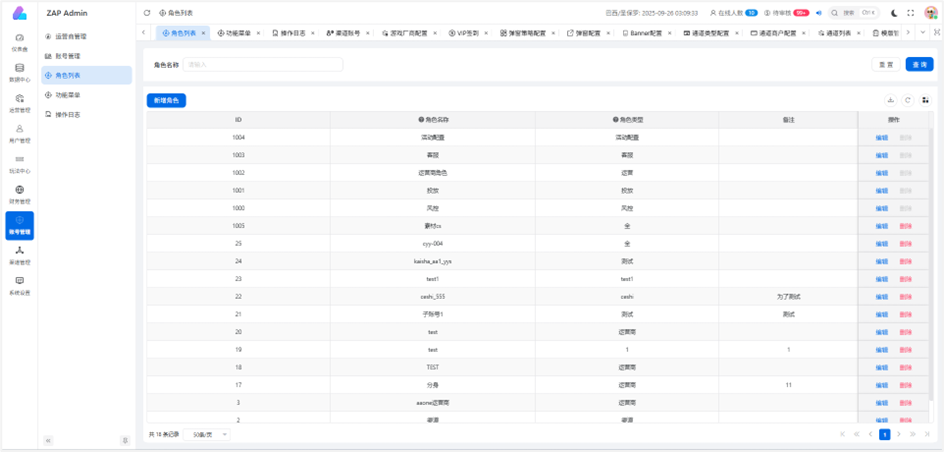 ZAP Admin
角色列表
巴西/圣保罗: 2025-09-26 03:09:33
在线人数 10
待审核 99+
搜索 Ctrl K
仪表盘
数据中心
运营管理
用户管理
玩法中心
财务管理
账号管理
渠道管理
系统设置
运营商管理
账号管理
角色列表
功能菜单
操作日志
角色列表 × 功能菜单 × 操作日志 × 渠道账号 × 游戏厂商配置 × VIP签到 × 弹窗策略配置 × 弹窗配置 × Banner配置 × 通道类型配置 × 通道商户配置 × 通道列表 ×
角色名称 请输入 重置 查询
新增角色
ID 角色名称 角色类型 备注 操作
1004 活动配置 活动配置 编辑 删除
1003 客服 客服 编辑 删除
1002 运营商角色 运营 编辑 删除
1001 投放 投放 编辑 删除
1000 风控 风控 编辑 删除
1005 全 编辑 删除
25 cyy-004 全 编辑 删除
24 kaisha_aa1_yys 测试 编辑 删除
23 test1 test1 编辑 删除
22 ceshi_555 ceshi 为了测试 编辑 删除
21 子账号1 测试 测试 编辑 删除
20 test 运营商 编辑 删除
19 test 1 1 编辑 删除
18 TEST 运营商 编辑 删除
17 分身 运营商 11 编辑 删除
3 aaone运营商 运营商 编辑 删除
2 渠道 渠道 编辑 删除
共 18 条记录 50条/页 1